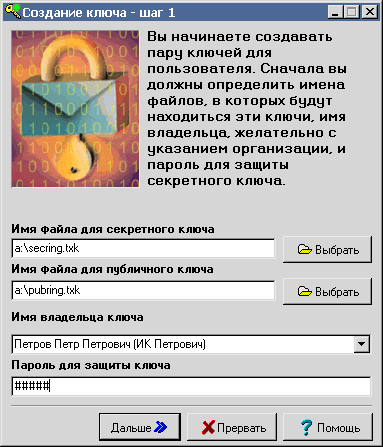 Создание ключа - шаг 1
Вы начинаете создавать
пару ключей для
пользователя. Сначала вы
должны определить имена
файлов, в которых будут
находиться эти ключи, имя
владельца, желательно с
указанием организации, и
пароль для защиты
секретного ключа.
Имя файла для секретного ключа
a:\secring.txk
Выбрать
Имя файла для публичного ключа
a:\pubring.txk
Выбрать
Имя владельца ключа
Петров Петр Петрович (ИК Петрович)
Пароль для защиты ключа
#####
Дальше
Прервать
Помощь